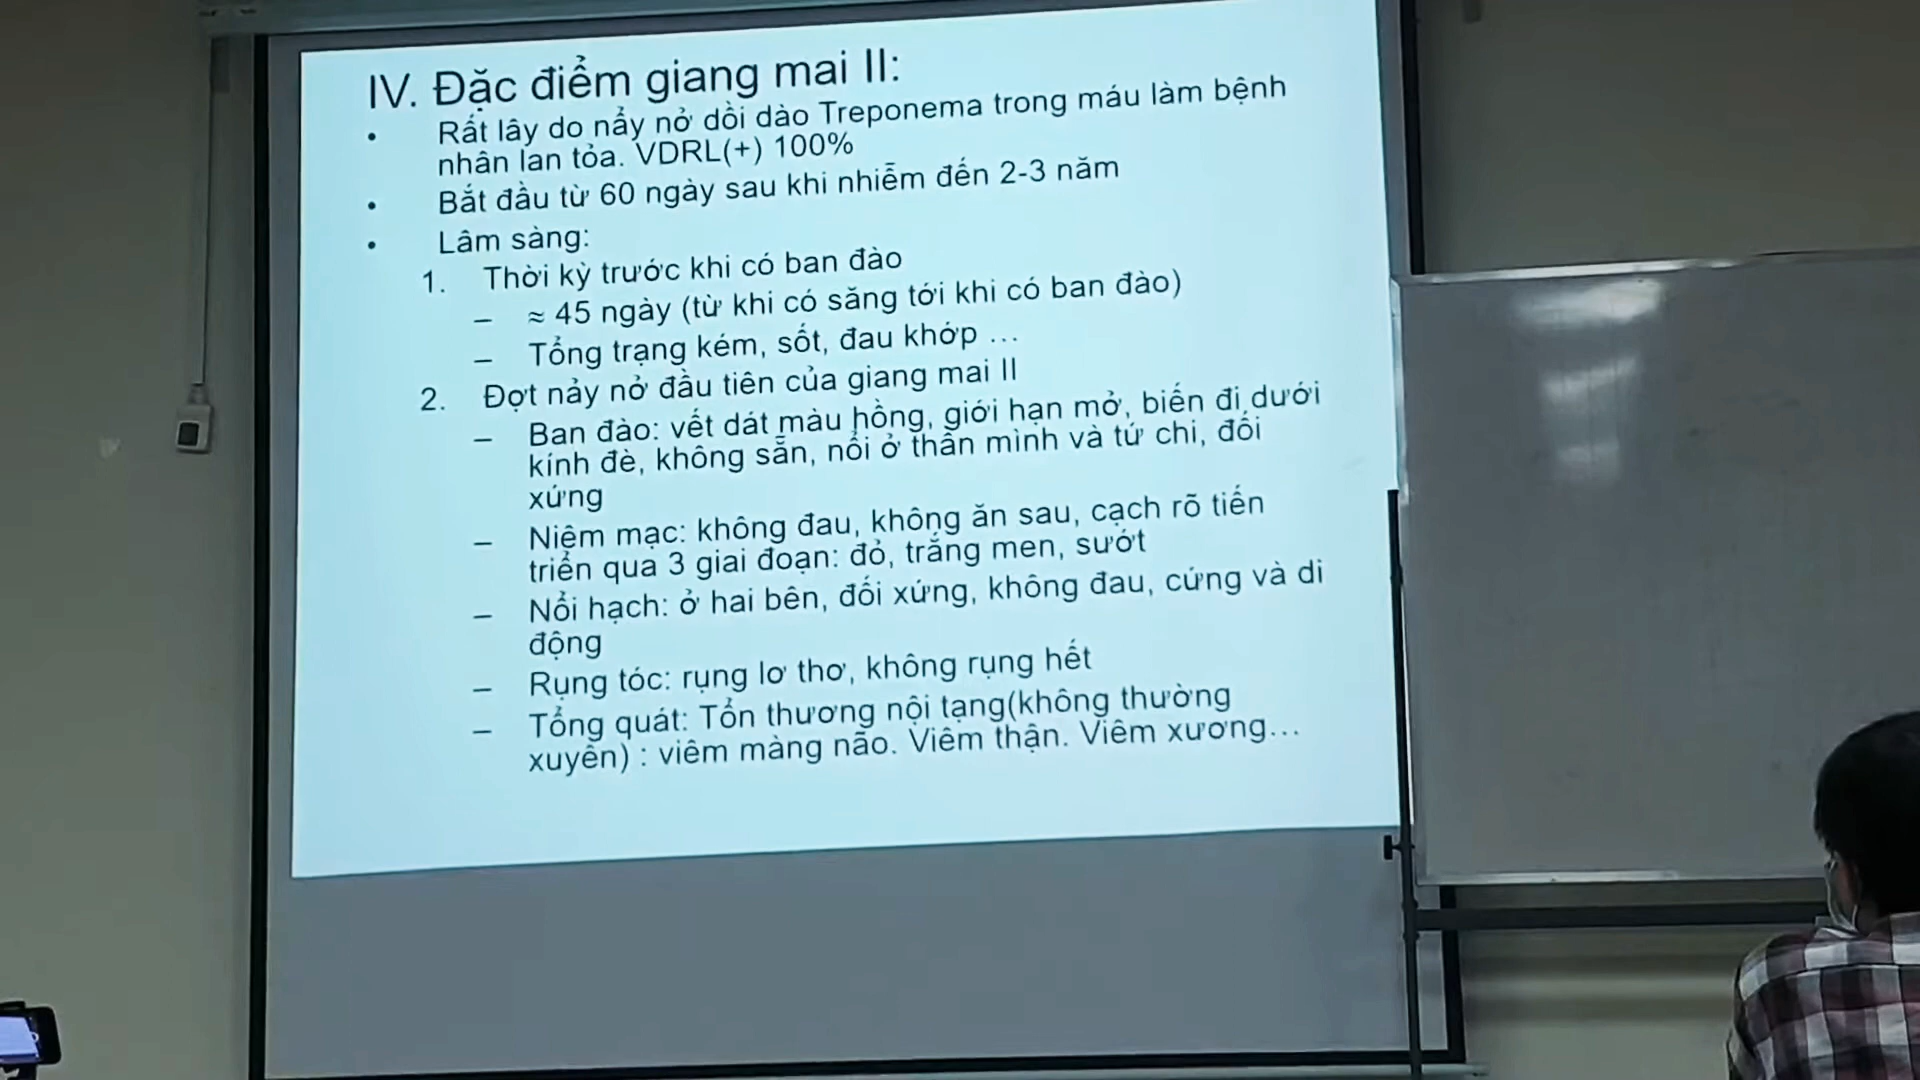 IV. Đặc điểm giang mai II:
• Rất lây do nẩy nở dồi dào Treponema trong máu làm bệnh
nhân lan tỏa. VDRL(+) 100%
• Bắt đầu từ 60 ngày sau khi nhiễm đến 2-3 năm
• Lâm sàng:
1. Thời kỳ trước khi có ban đào
– ≈ 45 ngày (từ khi có săng tới khi có ban đào)
– Tổng trạng kém, sốt, đau khớp ...
2. Đợt nảy nở đầu tiên của giang mai II
– Ban đào: vết dát màu hồng, giới hạn mở, biến đi dưới
kính đè, không sẩn, nổi ở thân mình và tứ chi, đối
xứng
– Niệm mạc: không đau, không ăn sau, cạch rõ tiến
triển qua 3 giai đoạn: đỏ, trắng men, sướt
– Nổi hạch: ở hai bên, đối xứng, không đau, cứng và di
động
– Rụng tóc: rụng lơ thơ, không rụng hết
– Tổng quát: Tổn thương nội tạng(không thường
xuyên) : viêm màng não. Viêm thận. Viêm xương...